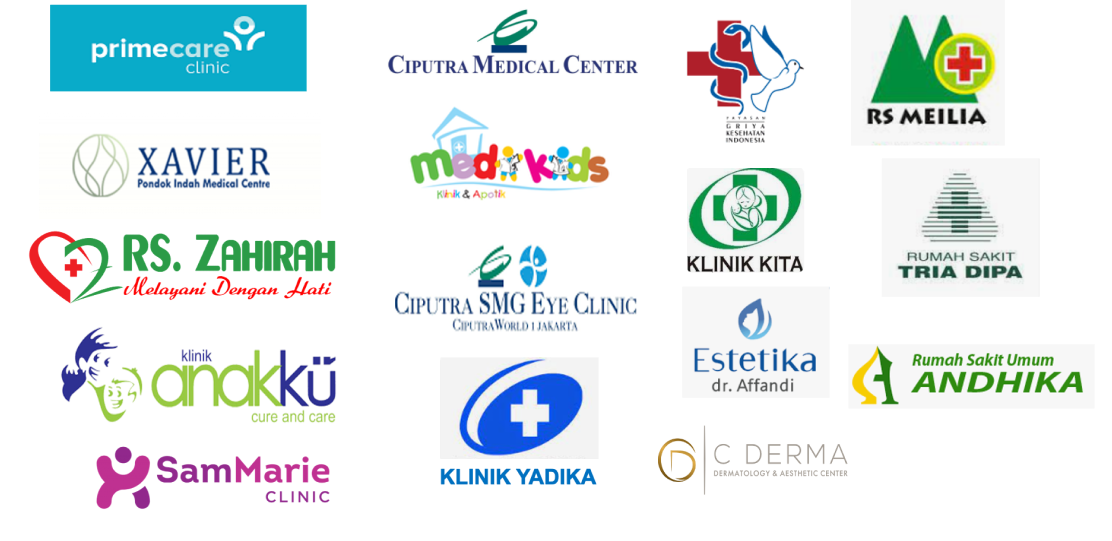 primecare
clinic
XAVIER
Pondok Indah Medical Centre
RS. ZAHIRAH
Melayani Dengan Hati
klinik
anakkü
cure and care
SamMarie
CLINIC
CIPUTRA MEDICAL CENTER
medikids
Klinik & Apotik
CIPUTRA SMG EYE CLINIC
CIPUTRAWORLD 1 JAKARTA
KLINIK YADIKA
YAYASAN
GRIYA
KESEHATAN
INDONESIA
KLINIK KITA
Estetika
dr. Affandi
C DERMA
DERMATOLOGY & AESTHETIC CENTER
RS MEILIA
RUMAH SAKIT
TRIA DIPA
Rumah Sakit Umum
ANDHIKA